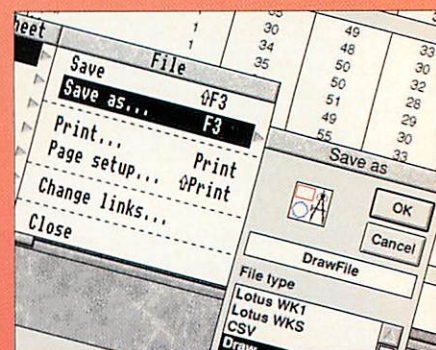 heet
File
Save ⇧F3
Save as... F3
Print... Print
Page setup... ⇧Print
Change links...
Close
1
1
30
34
35
49
48
50
50
51
49
55
33
30
32
28
29
30
33
Save as
OK
Cancel
DrawFile
File type
Lotus WK1
Lotus WKS
CSV